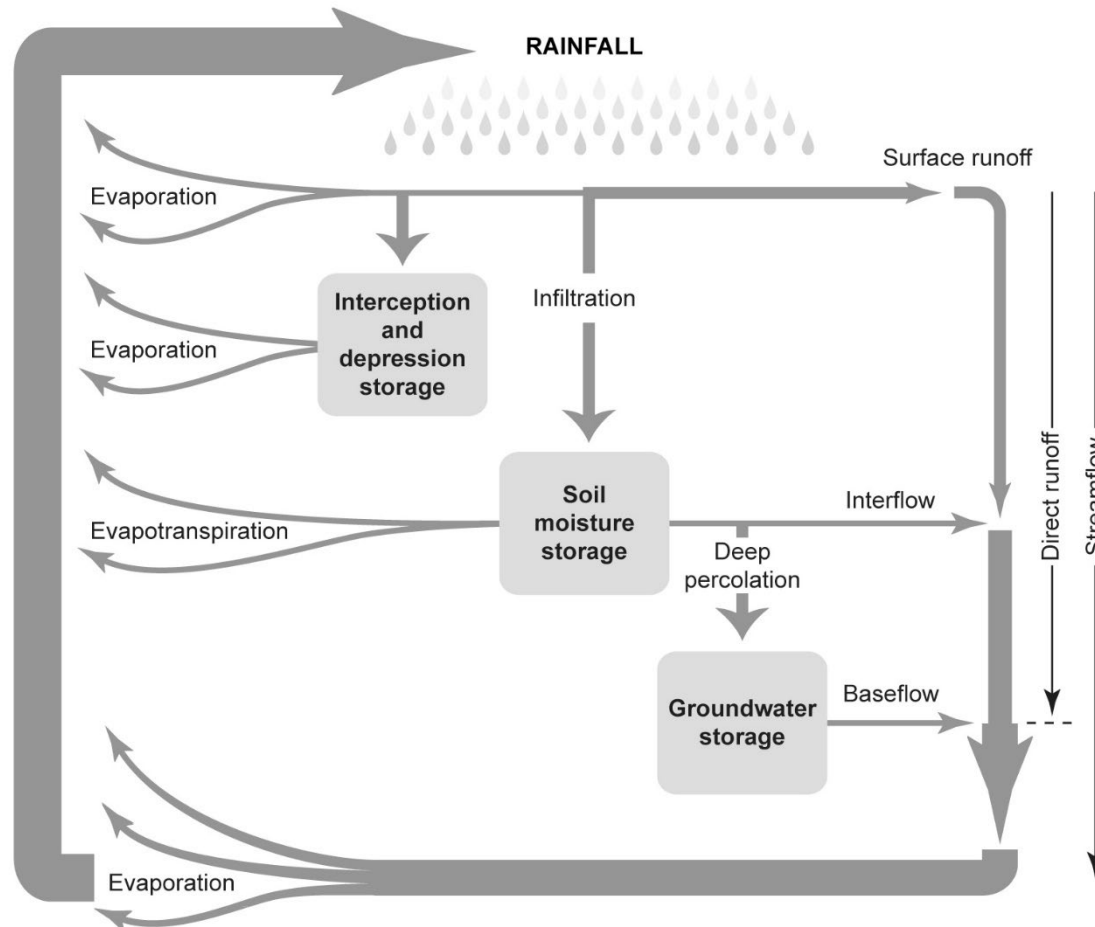 RAINFALL
Surface runoff
Evaporation
Interception
and
depression
storage
Infiltration
Evaporation
Soil
moisture
storage
Interflow
Evapotranspiration
Deep
percolation
Direct runoff
Streamflow
Groundwater
storage
Baseflow
Evaporation